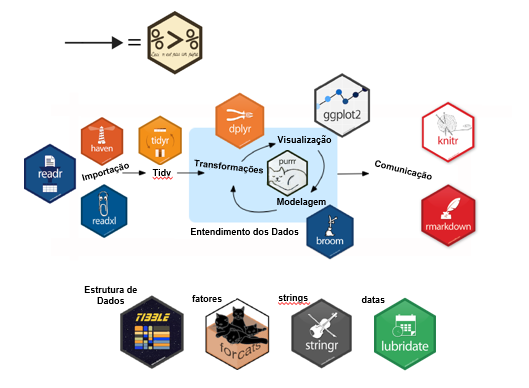 = %>%
Ceci n'est pas un pipe
haven
tidyr
dplyr
ggplot2
knitr
readr
Importação
Tidy
Transformações
Visualização
purrr
Comunicação
readxl
Modelagem
Entendimento dos Dados
broom
rmarkdown
Estrutura de
Dados
fatores
strings
datas
TIBBLE
forcats
stringr
lubridate